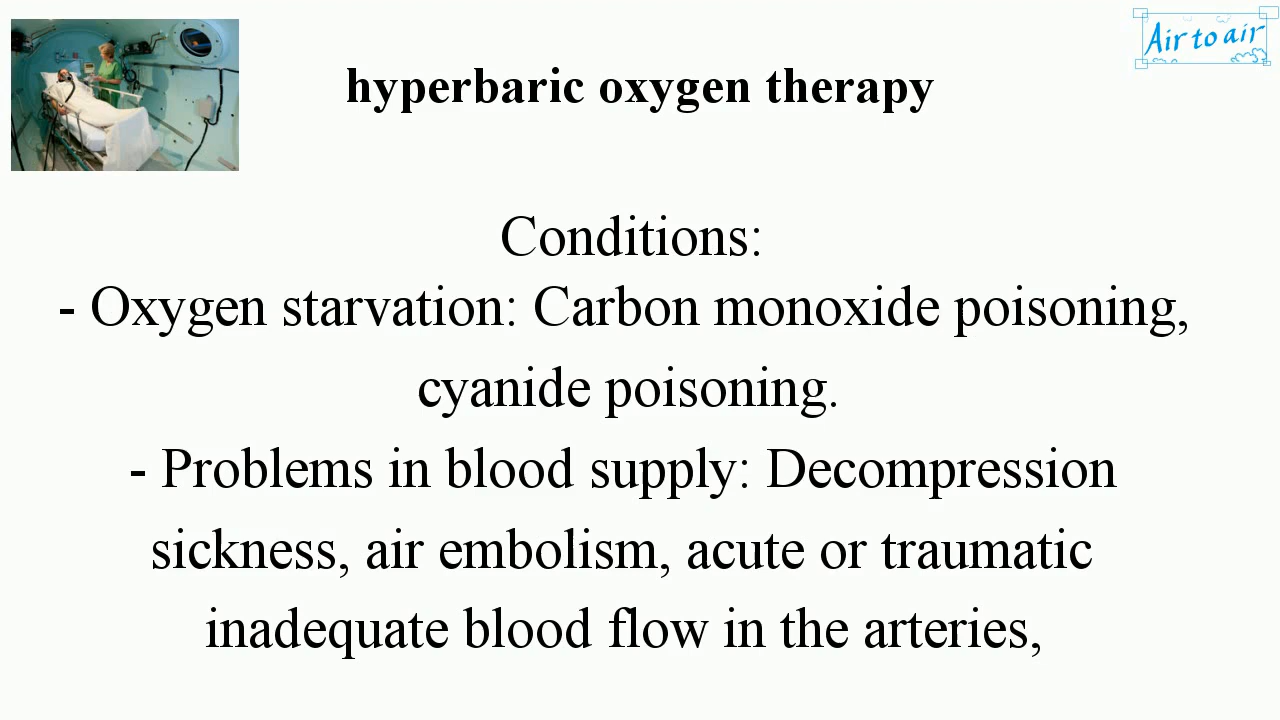 Air to air
hyperbaric oxygen therapy
Conditions:
- Oxygen starvation: Carbon monoxide poisoning,
cyanide poisoning.
- Problems in blood supply: Decompression
sickness, air embolism, acute or traumatic
inadequate blood flow in the arteries,